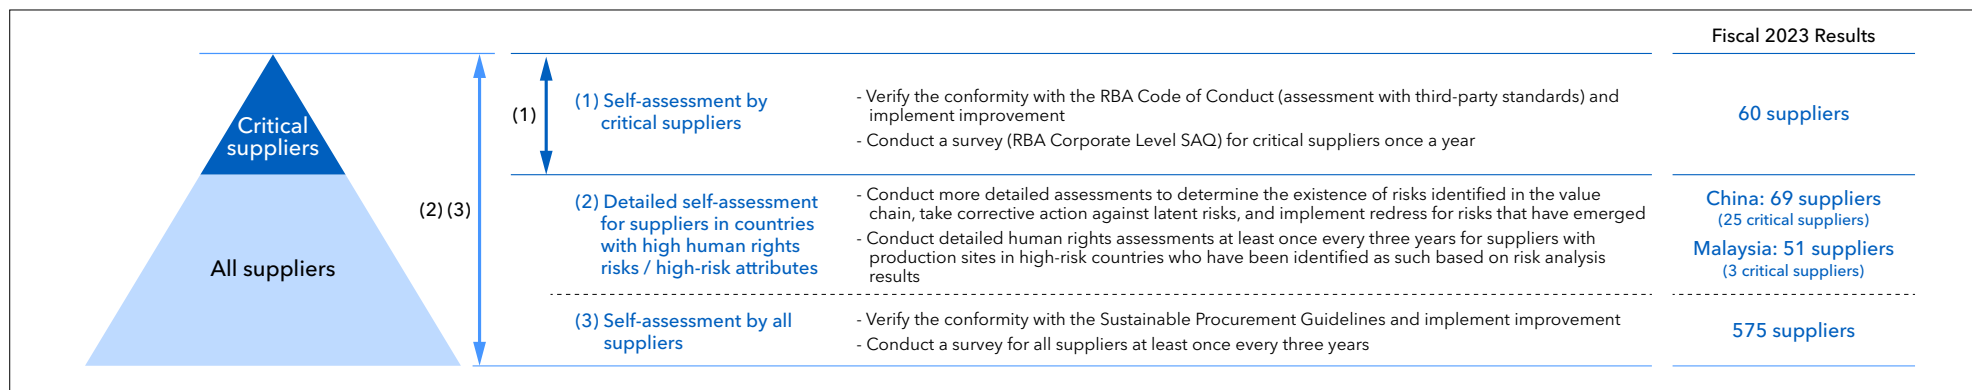 Fiscal 2023 Results
Critical
suppliers
All suppliers
(1)
(2) (3)
(1) Self-assessment by
critical suppliers
- Verify the conformity with the RBA Code of Conduct (assessment with third-party standards) and
implement improvement
- Conduct a survey (RBA Corporate Level SAQ) for critical suppliers once a year
60 suppliers
(2) Detailed self-assessment
for suppliers in countries
with high human rights
risks / high-risk attributes
- Conduct more detailed assessments to determine the existence of risks identified in the value
chain, take corrective action against latent risks, and implement redress for risks that have emerged
- Conduct detailed human rights assessments at least once every three years for suppliers with
production sites in high-risk countries who have been identified as such based on risk analysis
results
China: 69 suppliers
(25 critical suppliers)
Malaysia: 51 suppliers
(3 critical suppliers)
(3) Self-assessment by all
suppliers
- Verify the conformity with the Sustainable Procurement Guidelines and implement improvement
- Conduct a survey for all suppliers at least once every three years
575 suppliers